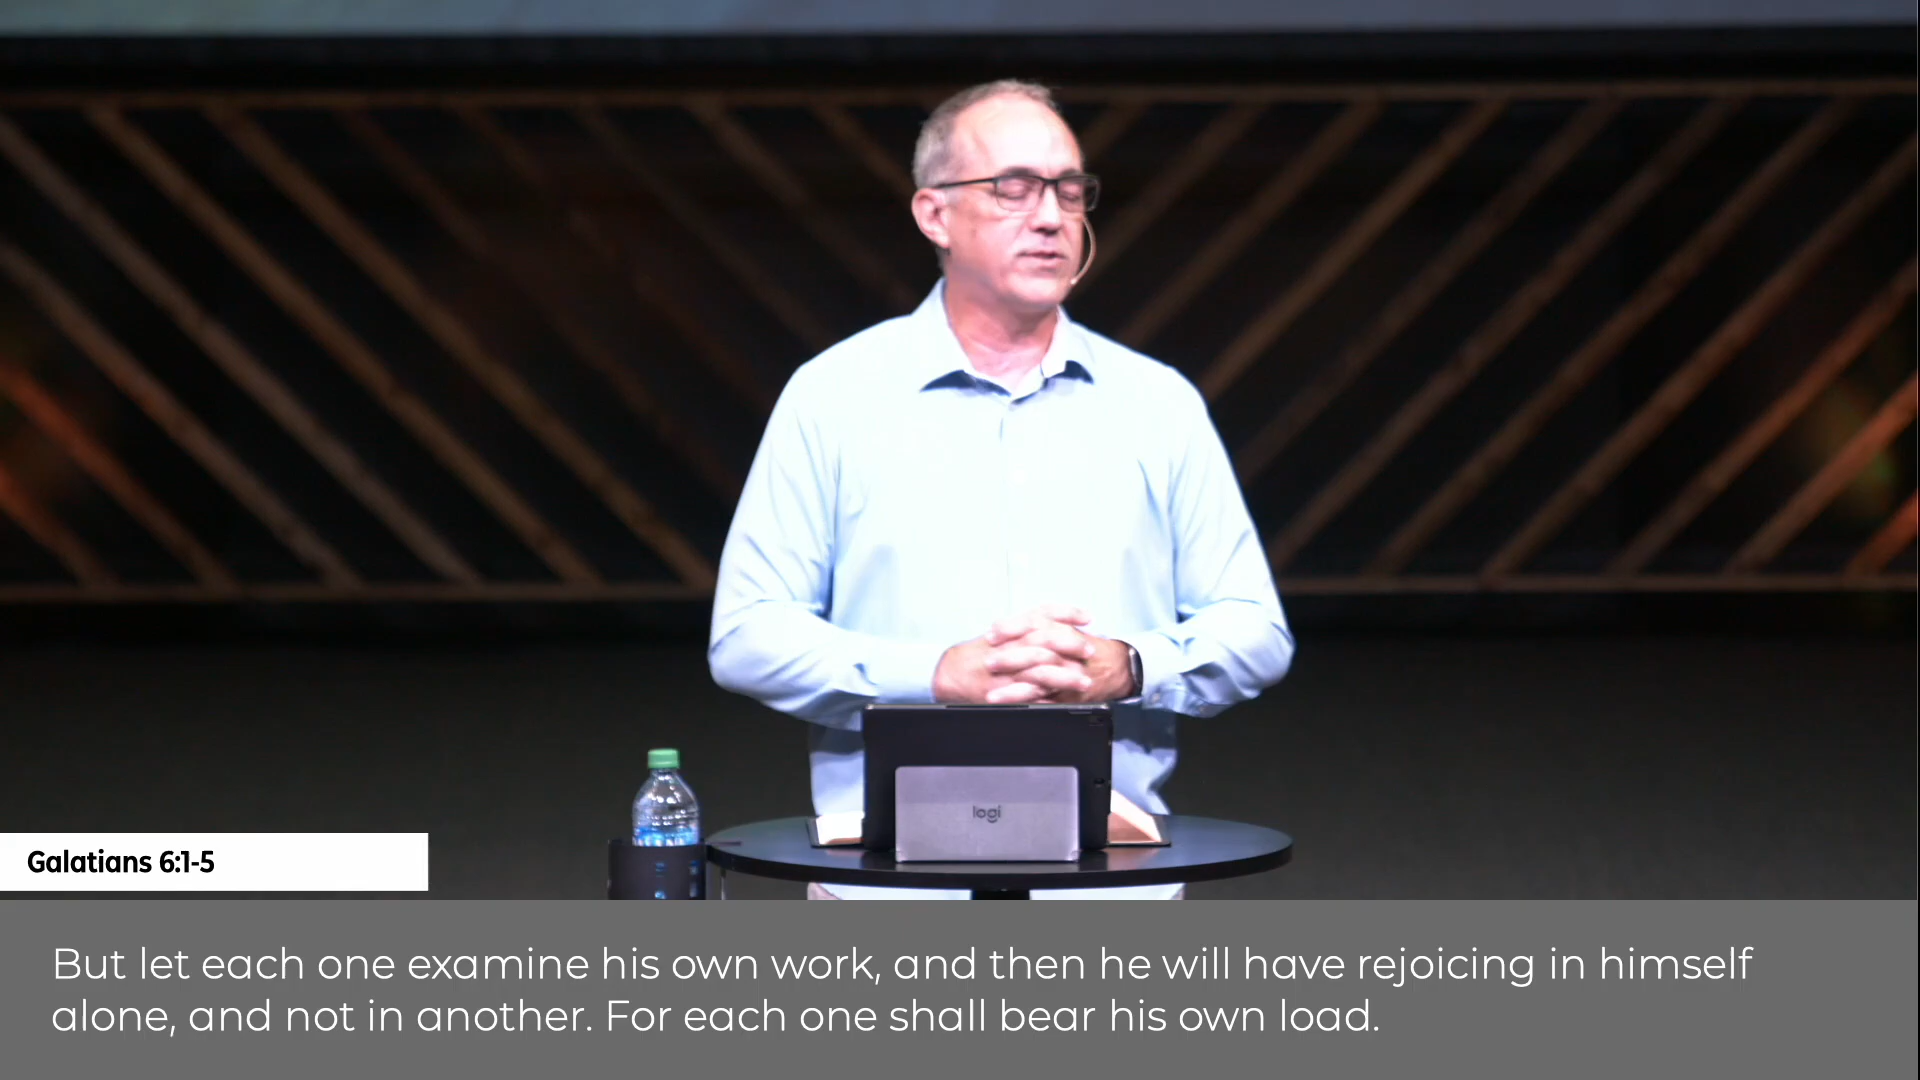 logi
Galatians 6:1-5
But let each one examine his own work, and then he will have rejoicing in himself
alone, and not in another. For each one shall bear his own load.